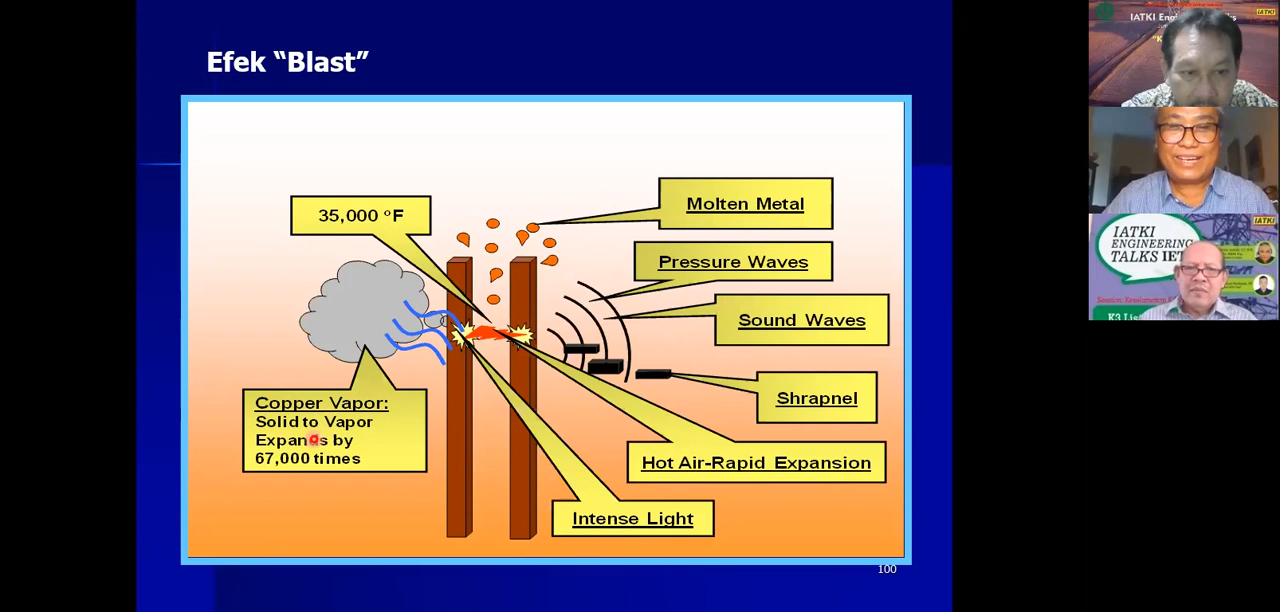 Efek “Blast”
35,000 °F
Molten Metal
Pressure Waves
Sound Waves
Shrapnel
Hot Air-Rapid Expansion
Intense Light
Copper Vapor:
Solid to Vapor
Expands by
67,000 times
100
IATKI
IATKI
IATKI
ENGINEERING
TALKS